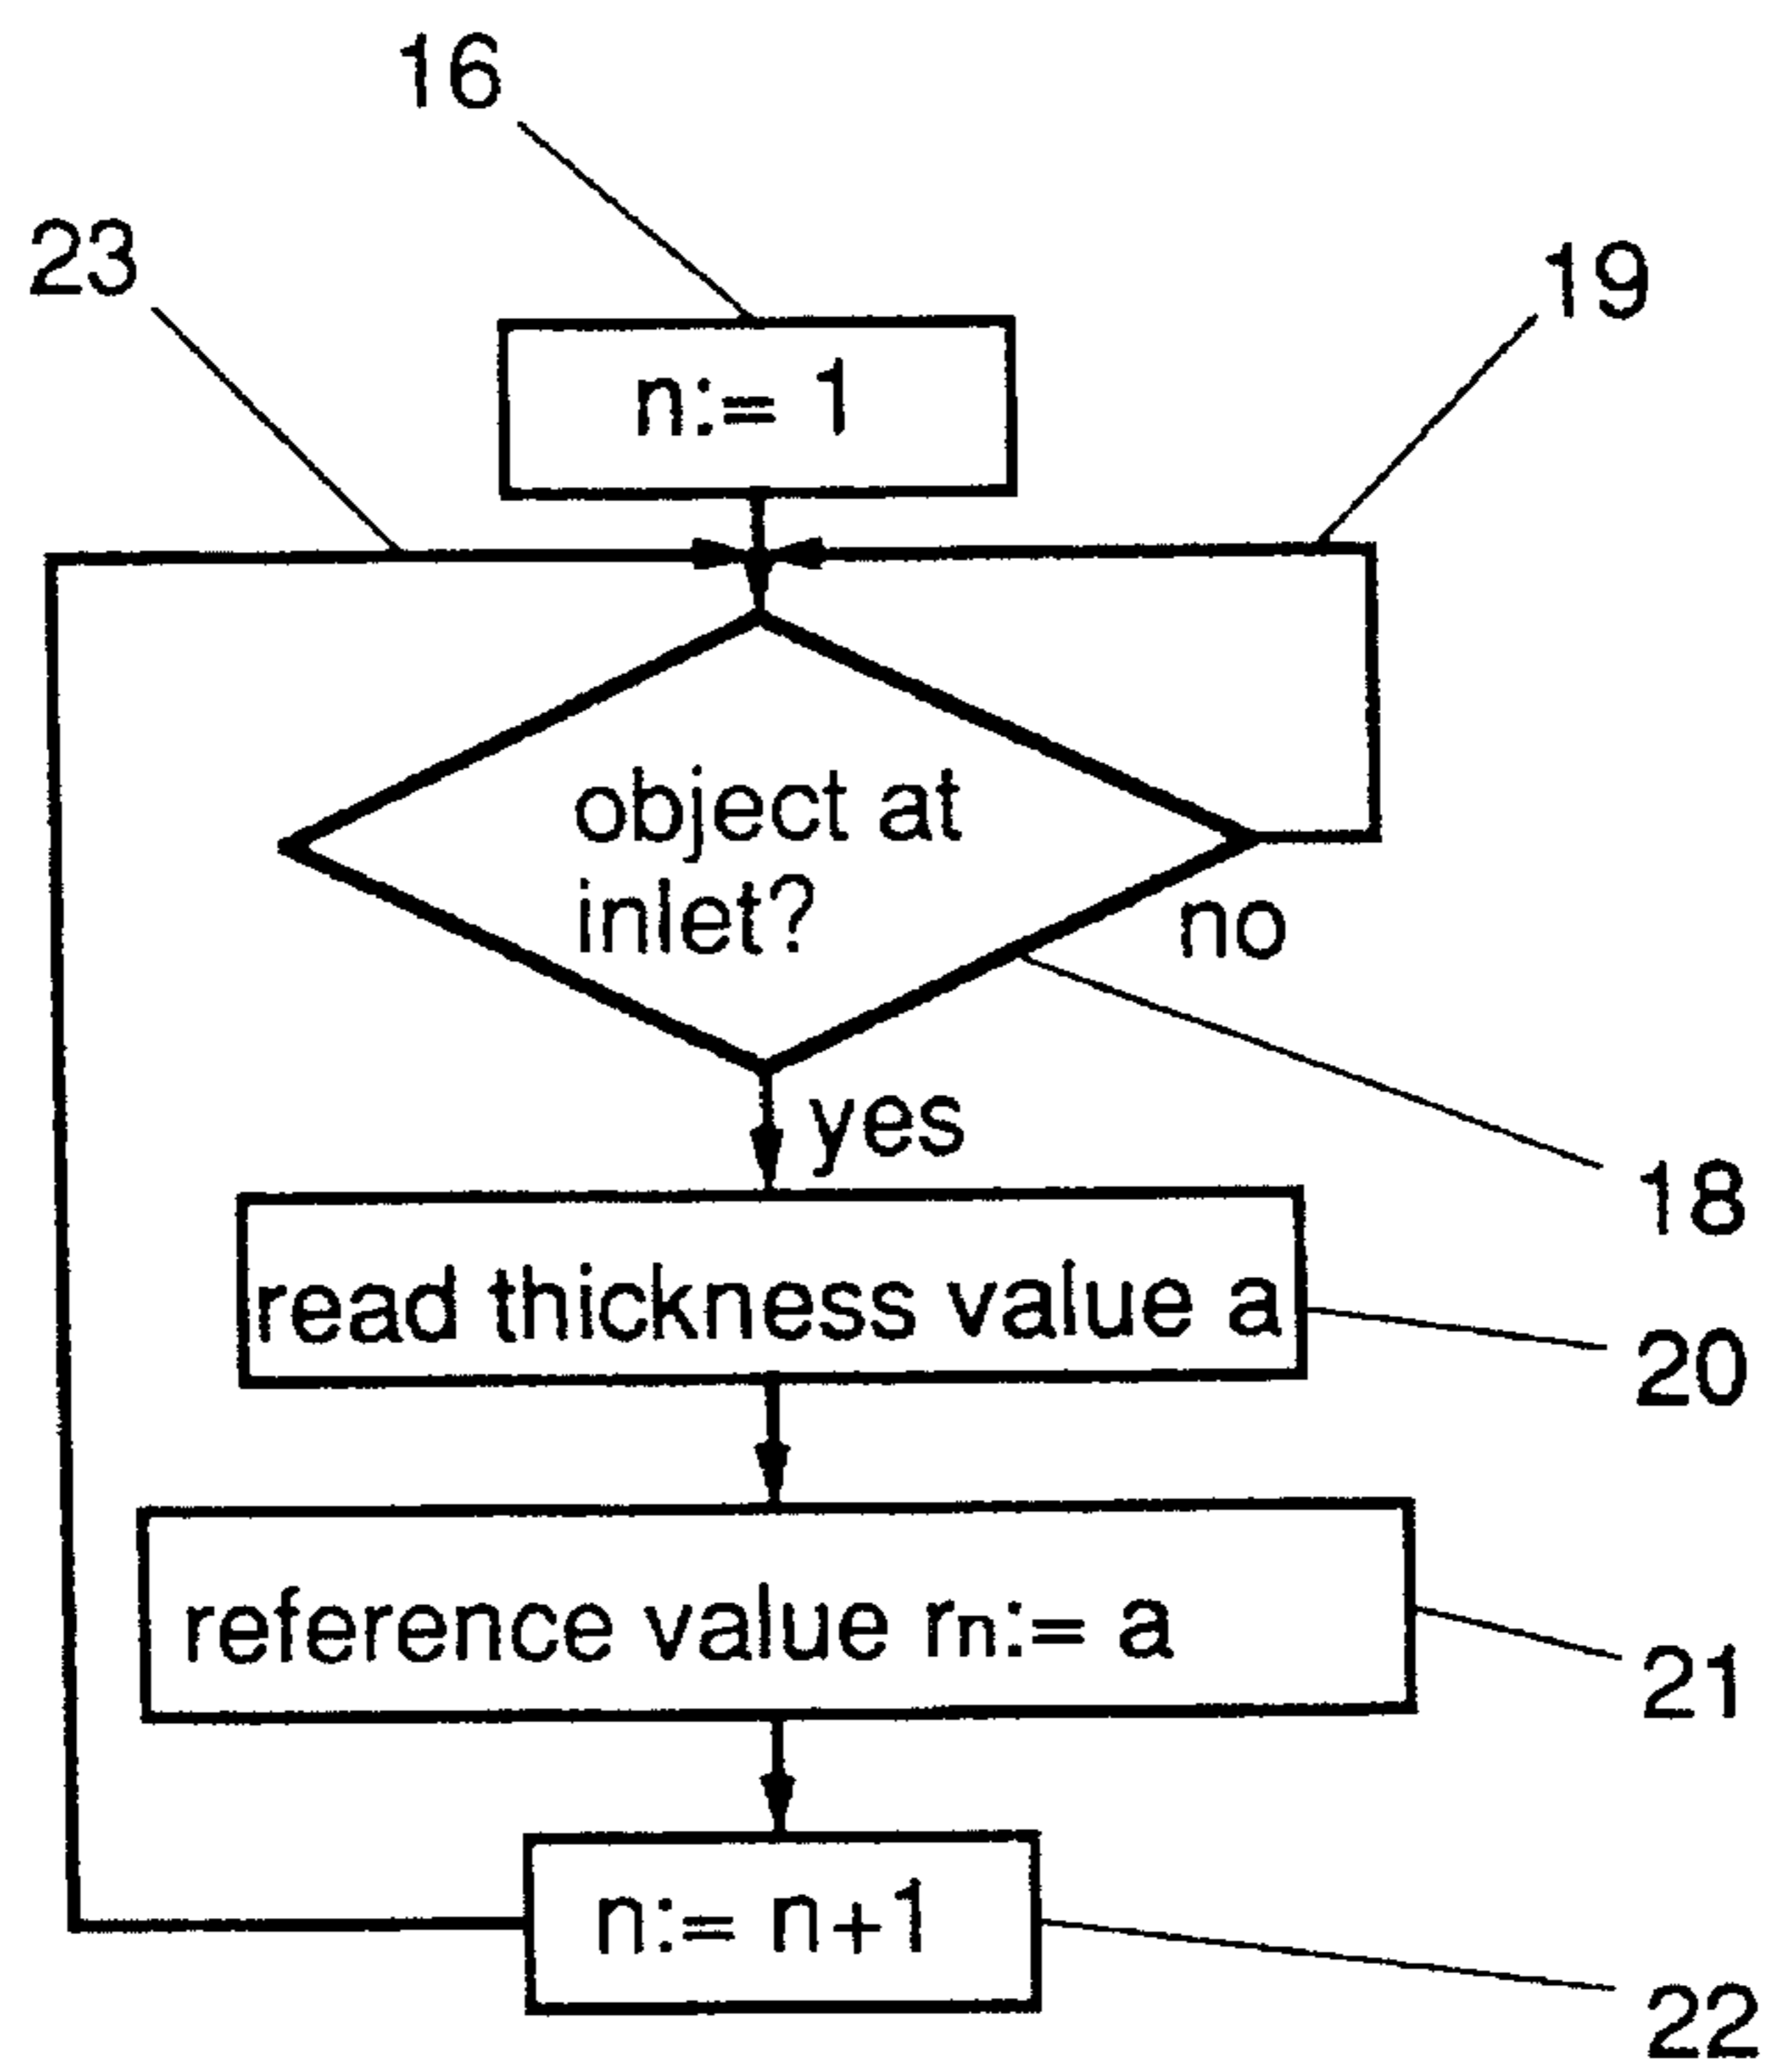 16
23
19
n:= 1
object at
inlet?
no
yes
18
read thickness value a
20
reference value rn:= a
21
n:= n+1
22